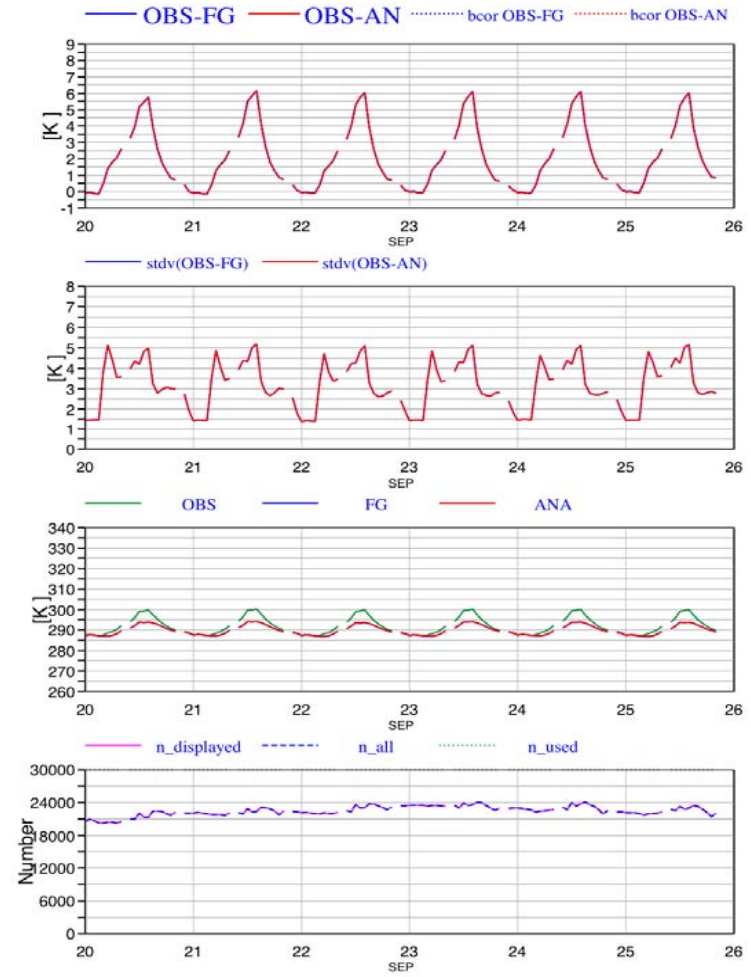 OBS-FG OBS-AN bcor OBS-FG bcor OBS-AN
9
8
7
6
5
4
3
2
1
0
-1
[K ]
20 21 22 23 24 25 26
SEP
stdv(OBS-FG) stdv(OBS-AN)
8
7
6
5
4
3
2
1
0
[K ]
20 21 22 23 24 25 26
SEP
OBS FG ANA
340
330
320
310
300
290
280
270
260
[K ]
20 21 22 23 24 25 26
SEP
n_displayed n_all n_used
30000
24000
18000
12000
6000
0
Number
20 21 22 23 24 25 26
SEP